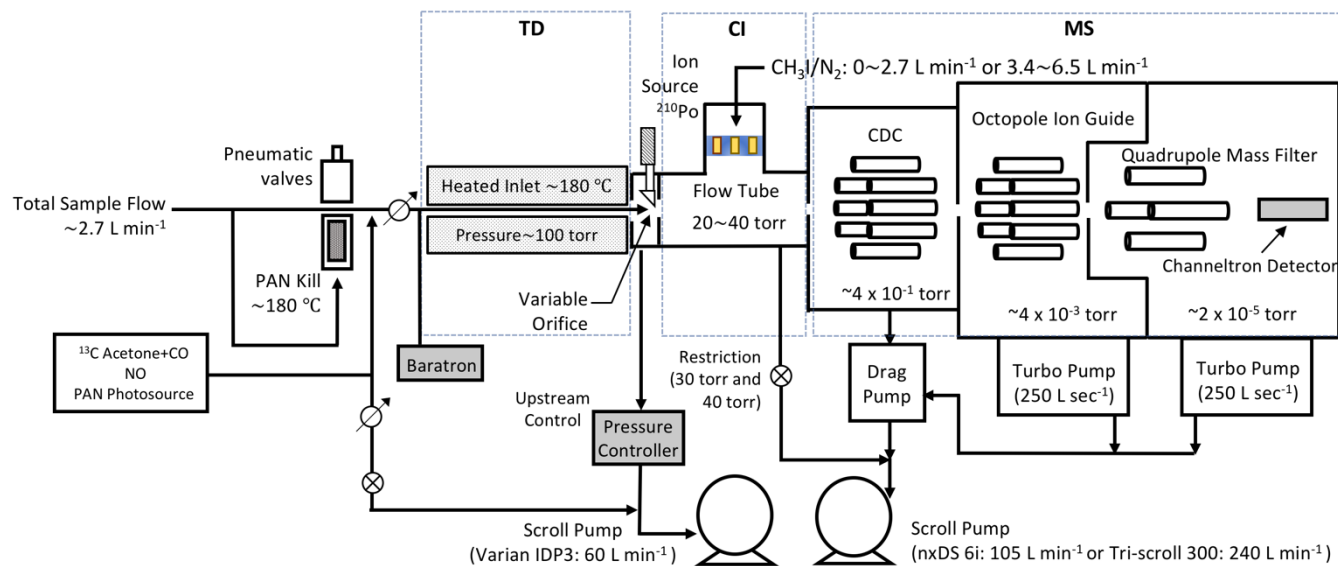 TD
CI
MS
Ion
Source
²¹⁰Po
CH₃I/N₂: 0~2.7 L min⁻¹ or 3.4~6.5 L min⁻¹
Pneumatic
valves
Total Sample Flow
~2.7 L min⁻¹
PAN Kill
~180 °C
Heated Inlet ~180 °C
Pressure~100 torr
Variable
Orifice
Flow Tube
20~40 torr
CDC
~4 x 10⁻¹ torr
Octopole Ion Guide
~4 x 10⁻³ torr
Quadrupole Mass Filter
Channeltron Detector
~2 x 10⁻⁵ torr
¹³C Acetone+CO
NO
PAN Photosource
Baratron
Upstream
Control
Pressure
Controller
Restriction
(30 torr and
40 torr)
Drag
Pump
Turbo Pump
(250 L sec⁻¹)
Turbo Pump
(250 L sec⁻¹)
Scroll Pump
(Varian IDP3: 60 L min⁻¹)
Scroll Pump
(nxDS 6i: 105 L min⁻¹ or Tri-scroll 300: 240 L min⁻¹)